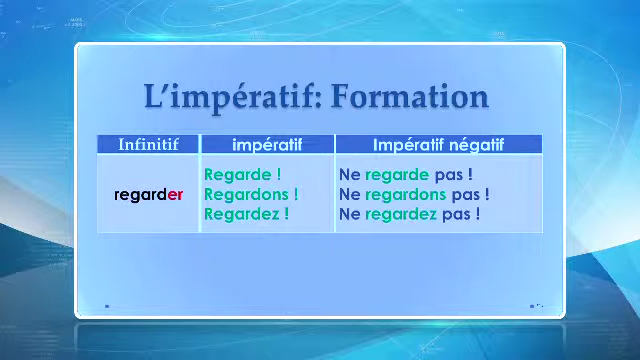 L'impératif: Formation
Infinitif impératif Impératif négatif
Regarde ! Ne regarde pas !
regarder Regardons ! Ne regardons pas !
Regardez ! Ne regardez pas !